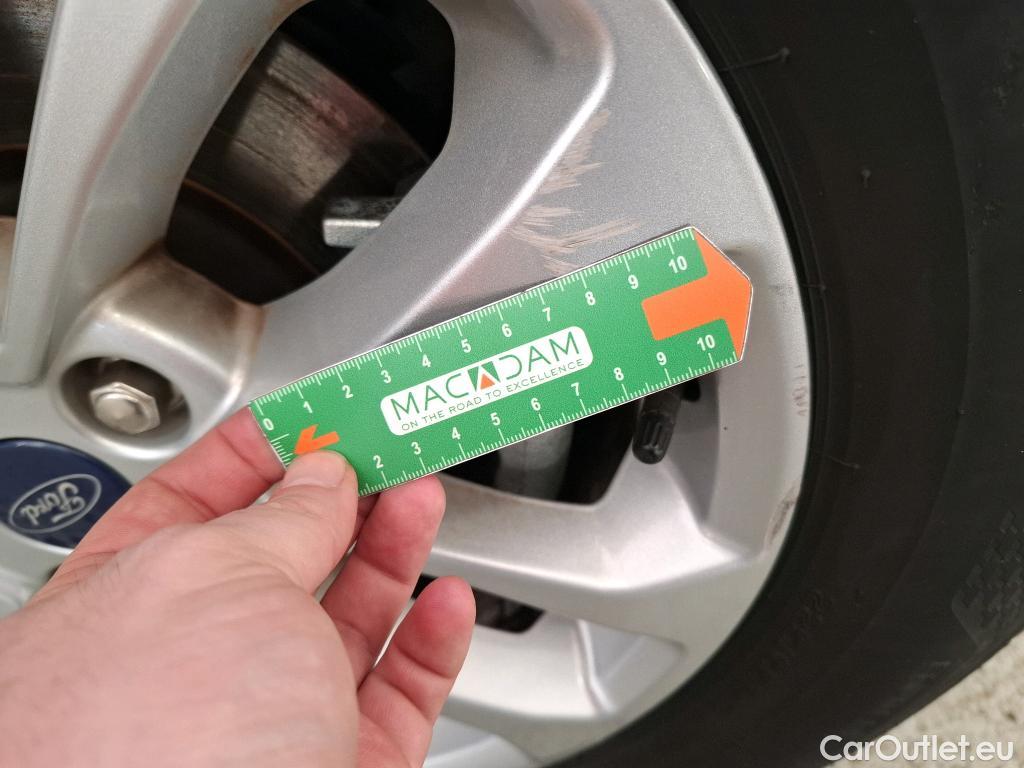 0 1 2 3 4 5 6 7 8 9 10
MACADAM
ON THE ROAD TO EXCELLENCE
2 3 4 5 6 7 8 9 10
Ford
CarOutlet.eu